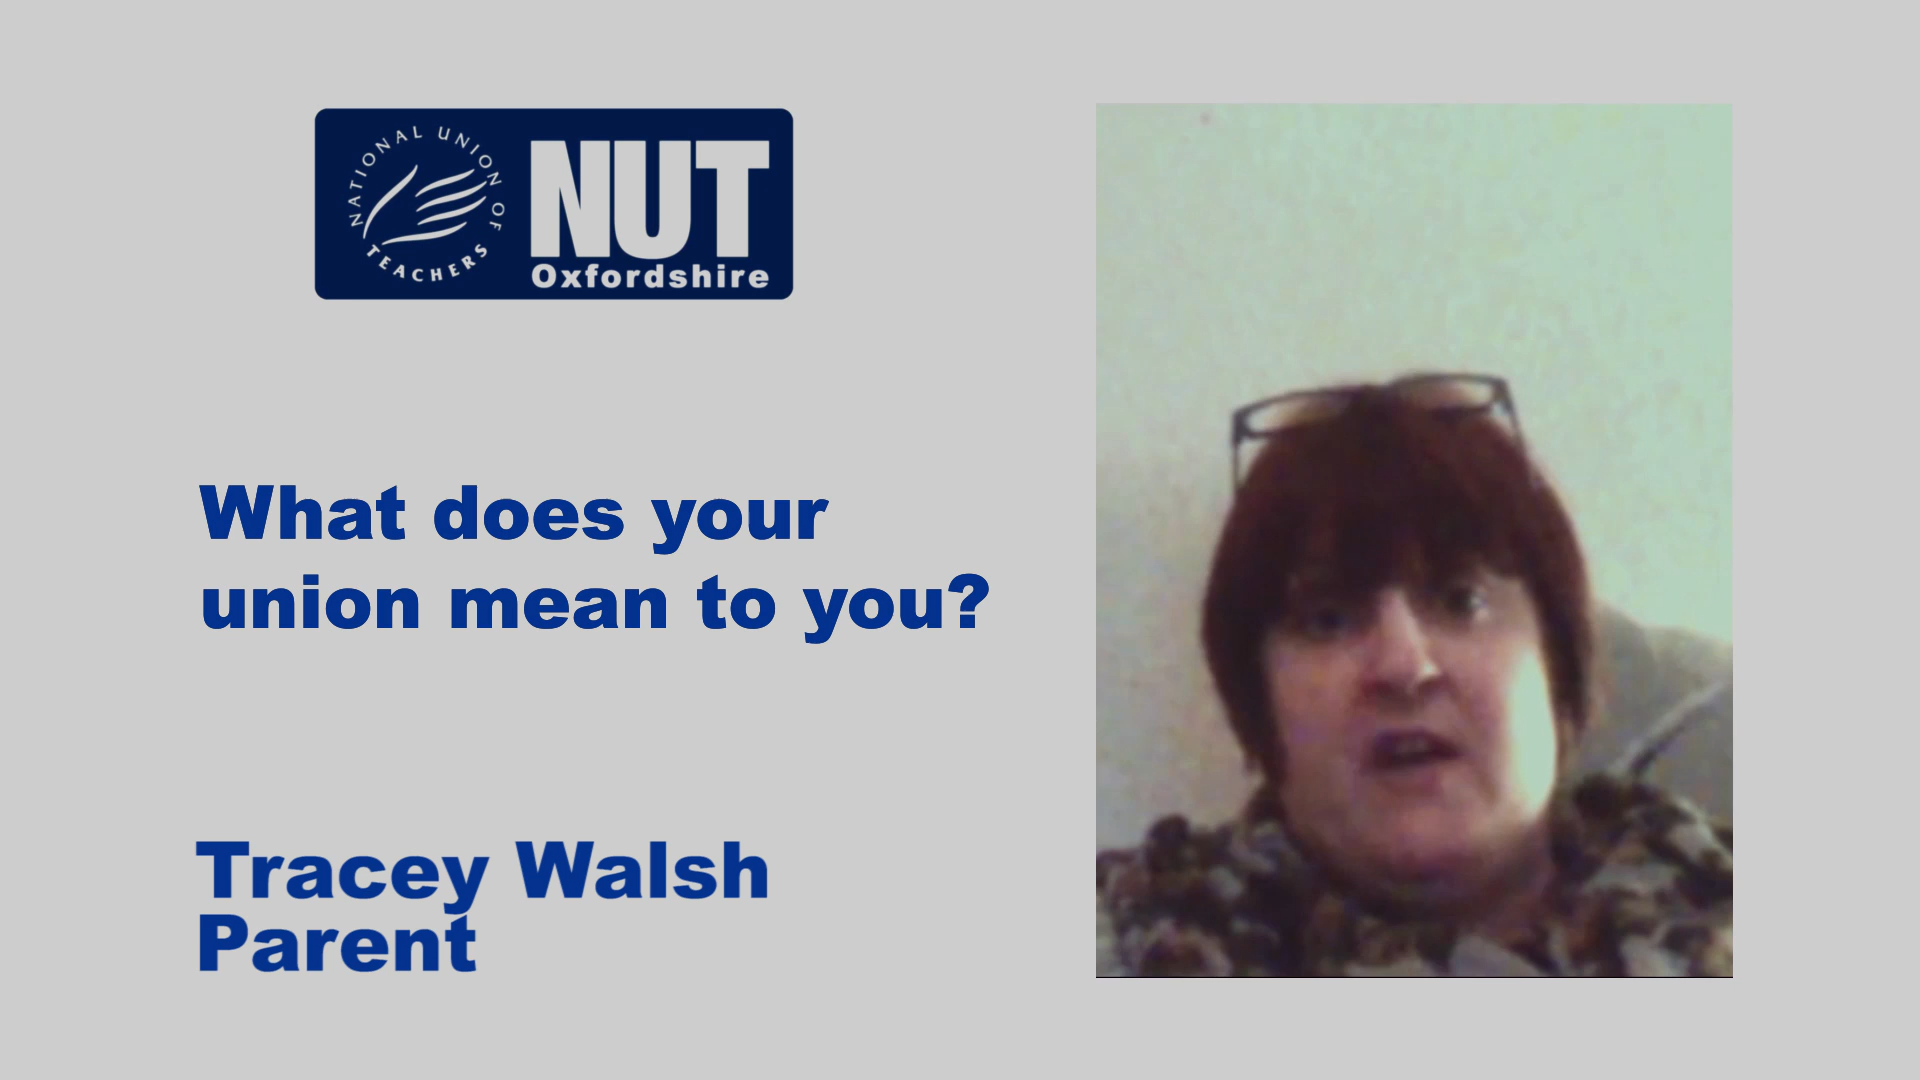 NATIONAL UNION OF
TEACHERS
NUT
Oxfordshire
What does your
union mean to you?
Tracey Walsh
Parent